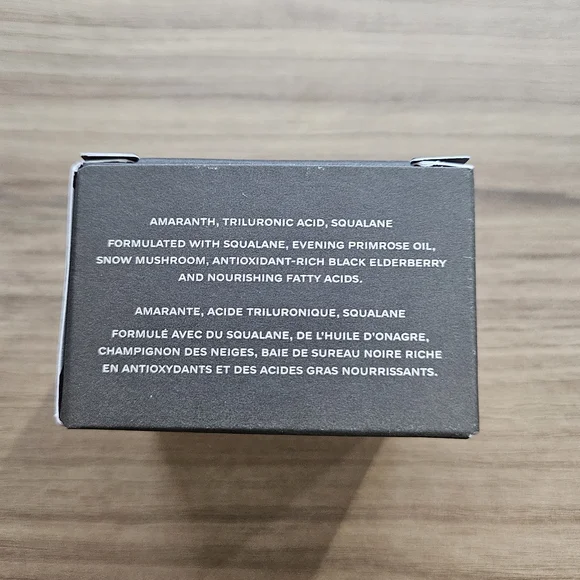 AMARANTH, TRILURONIC ACID, SQUALANE
FORMULATED WITH SQUALANE, EVENING PRIMROSE OIL,
SNOW MUSHROOM, ANTIOXIDANT-RICH BLACK ELDERBERRY
AND NOURISHING FATTY ACIDS.
AMARANTE, ACIDE TRILURONIQUE, SQUALANE
FORMULÉ AVEC DU SQUALANE, DE L'HUILE D'ONAGRE,
CHAMPIGNON DES NEIGES, BAIE DE SUREAU NOIRE RICHE
EN ANTIOXYDANTS ET DES ACIDES GRAS NOURRISSANTS.